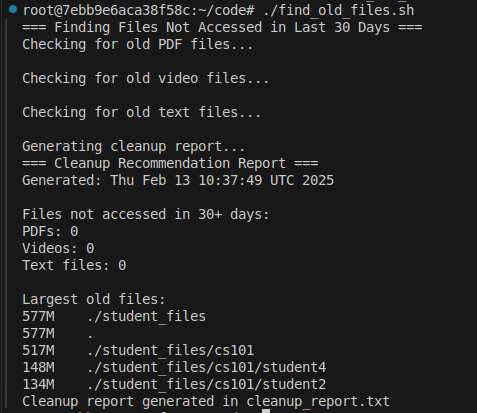 root@7ebb9e6aca38f58c:~/code# ./find_old_files.sh
=== Finding Files Not Accessed in Last 30 Days ===
Checking for old PDF files...
Checking for old video files...
Checking for old text files...
Generating cleanup report...
=== Cleanup Recommendation Report ===
Generated: Thu Feb 13 10:37:49 UTC 2025
Files not accessed in 30+ days:
PDFs: 0
Videos: 0
Text files: 0
Largest old files:
577M    ./student_files
577M    .
517M    ./student_files/cs101
148M    ./student_files/cs101/student4
134M    ./student_files/cs101/student2
Cleanup report generated in cleanup_report.txt